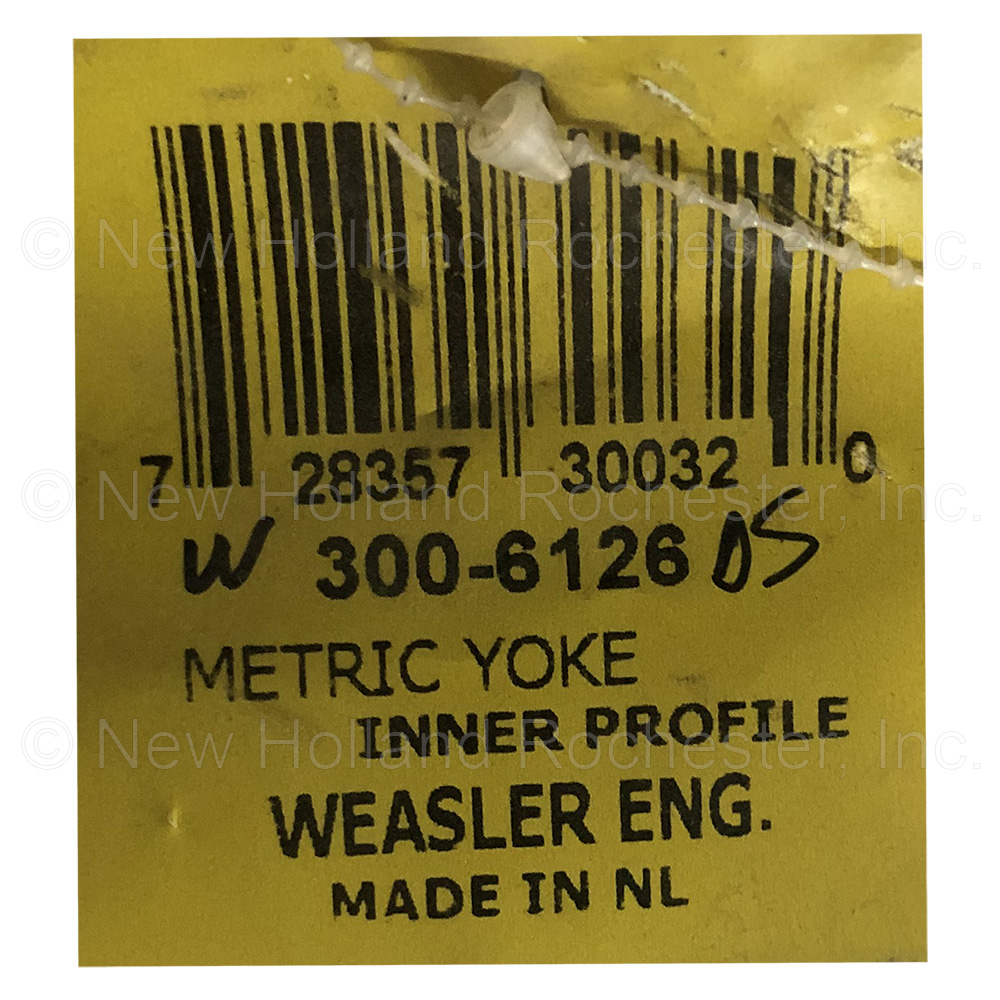 7 28357 30032 0
© New Holland Rochester, Inc.
© New Holland Rochester, Inc.
W 300-6126 DS
METRIC YOKE
INNER PROFILE
© New Holland Rochester, Inc.
WEASLER ENG.
MADE IN NL